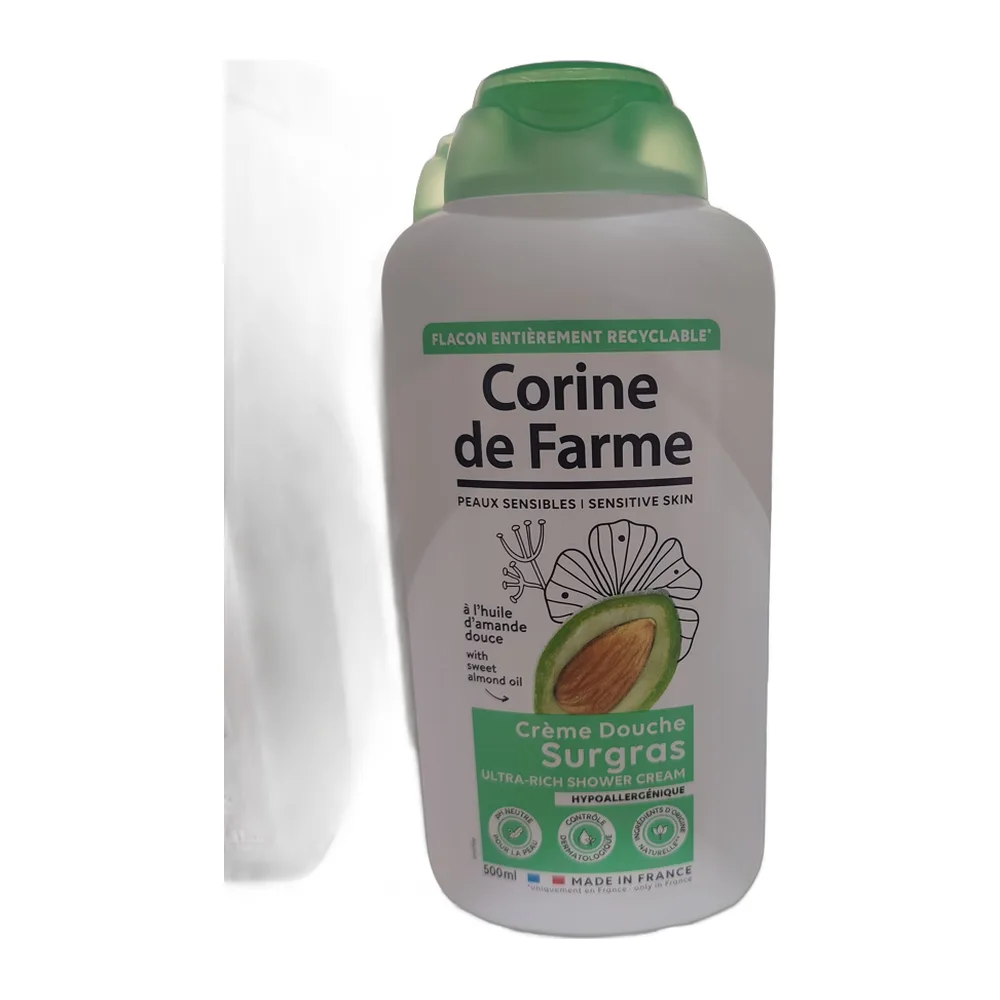 FLACON ENTIÈREMENT RECYCLABLE*
Corine
de Farme
PEAUX SENSIBLES | SENSITIVE SKIN
à l'huile
d'amande
douce
with
sweet
almond oil
Crème Douche
Surgras
ULTRA-RICH SHOWER CREAM
HYPOALLERGÉNIQUE
PH NEUTRE
POUR LA PEAU
CONTRÔLE
DERMATOLOGIQUE
INGRÉDIENTS D'ORIGINE
NATURELLE**
500ml
MADE IN FRANCE
*uniquement en France - only in France